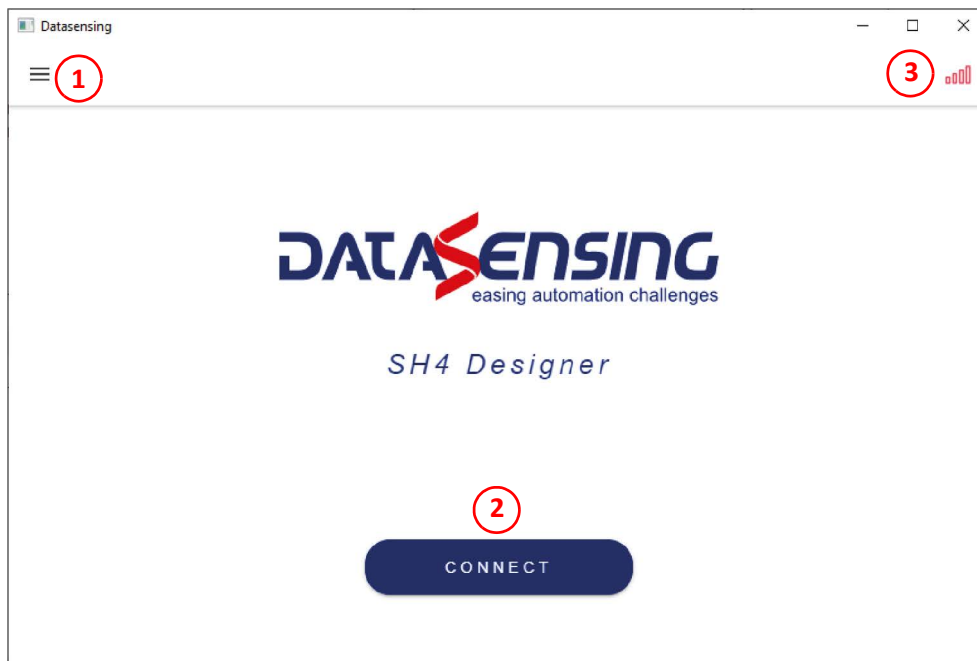 Datasensing
1
3
DATASENSING
easing automation challenges
SH4 Designer
2
CONNECT